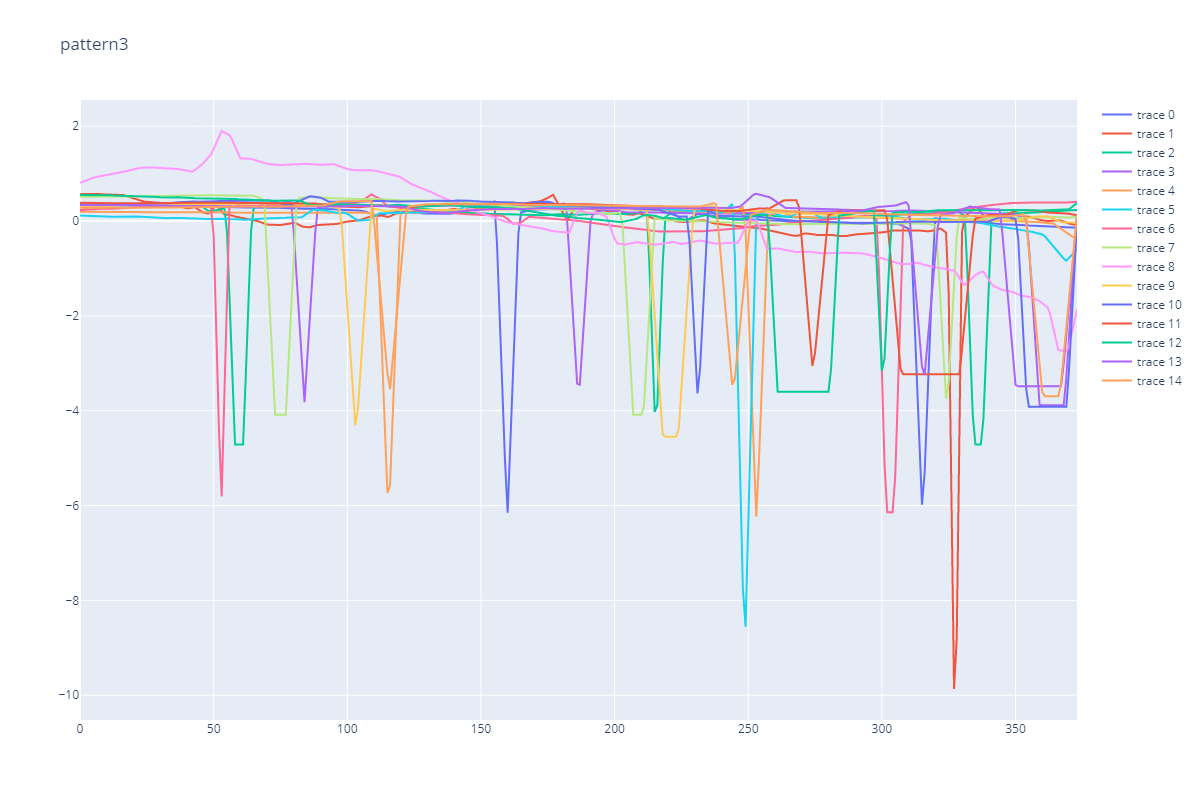 pattern3
2
0
−2
−4
−6
−8
−10
0 50 100 150 200 250 300 350
trace 0
trace 1
trace 2
trace 3
trace 4
trace 5
trace 6
trace 7
trace 8
trace 9
trace 10
trace 11
trace 12
trace 13
trace 14